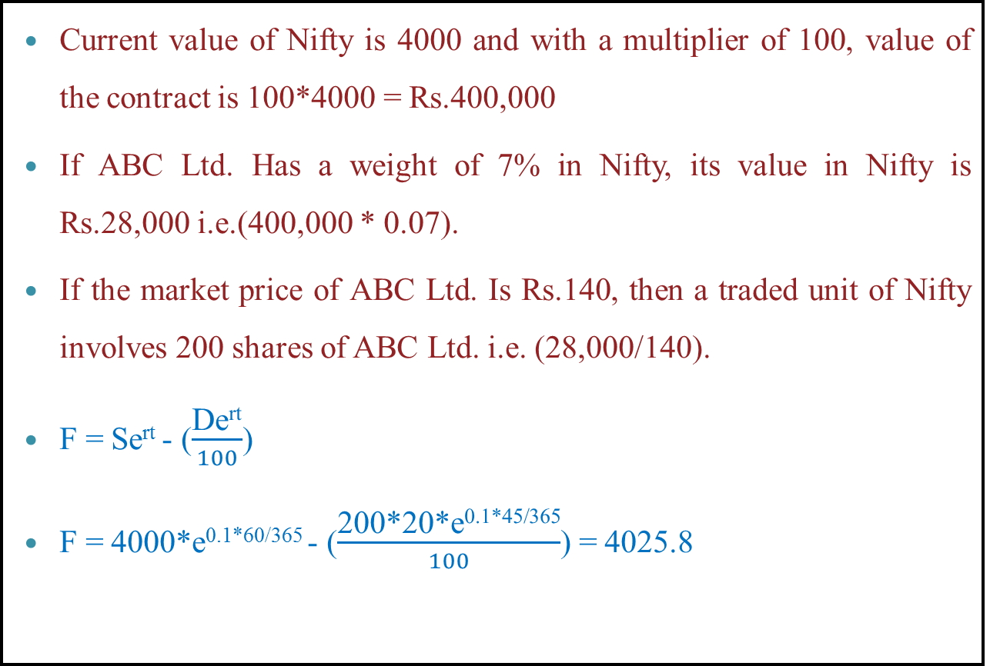 • Current value of Nifty is 4000 and with a multiplier of 100, value of
the contract is 100*4000 = Rs.400,000
• If ABC Ltd. Has a weight of 7% in Nifty, its value in Nifty is
Rs.28,000 i.e.(400,000 * 0.07).
• If the market price of ABC Ltd. Is Rs.140, then a traded unit of Nifty
involves 200 shares of ABC Ltd. i.e. (28,000/140).
• F = Se^rt - (De^rt/100)
• F = 4000*e^0.1*60/365 - (200*20*e^0.1*45/365/100) = 4025.8